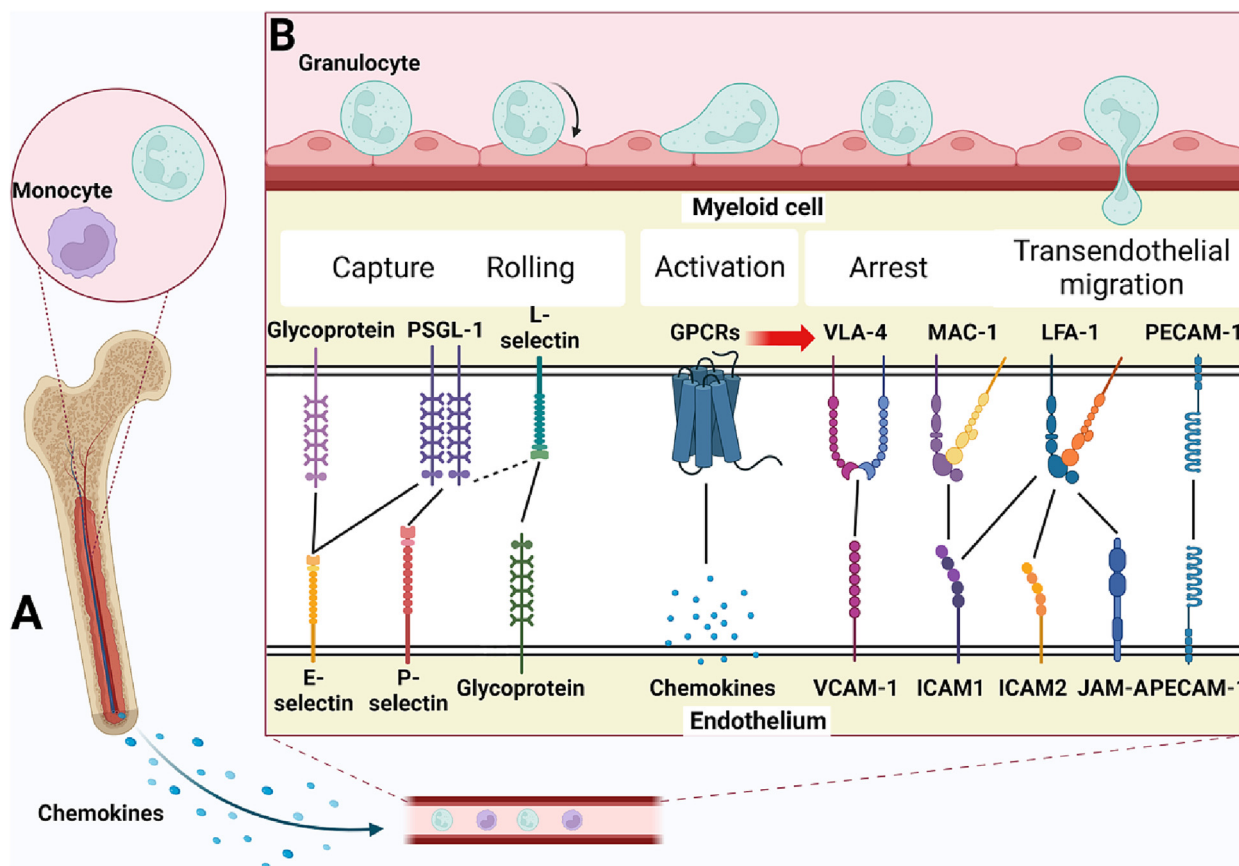 B
Granulocyte
Monocyte
Myeloid cell
Capture
Rolling
Activation
Arrest
Transendothelial
migration
Glycoprotein
PSGL-1
L-
selectin
GPCRs
VLA-4
MAC-1
LFA-1
PECAM-1
A
E-
selectin
P-
selectin
Glycoprotein
Chemokines
VCAM-1
ICAM1
ICAM2
JAM-A
PECAM-1
Endothelium
Chemokines